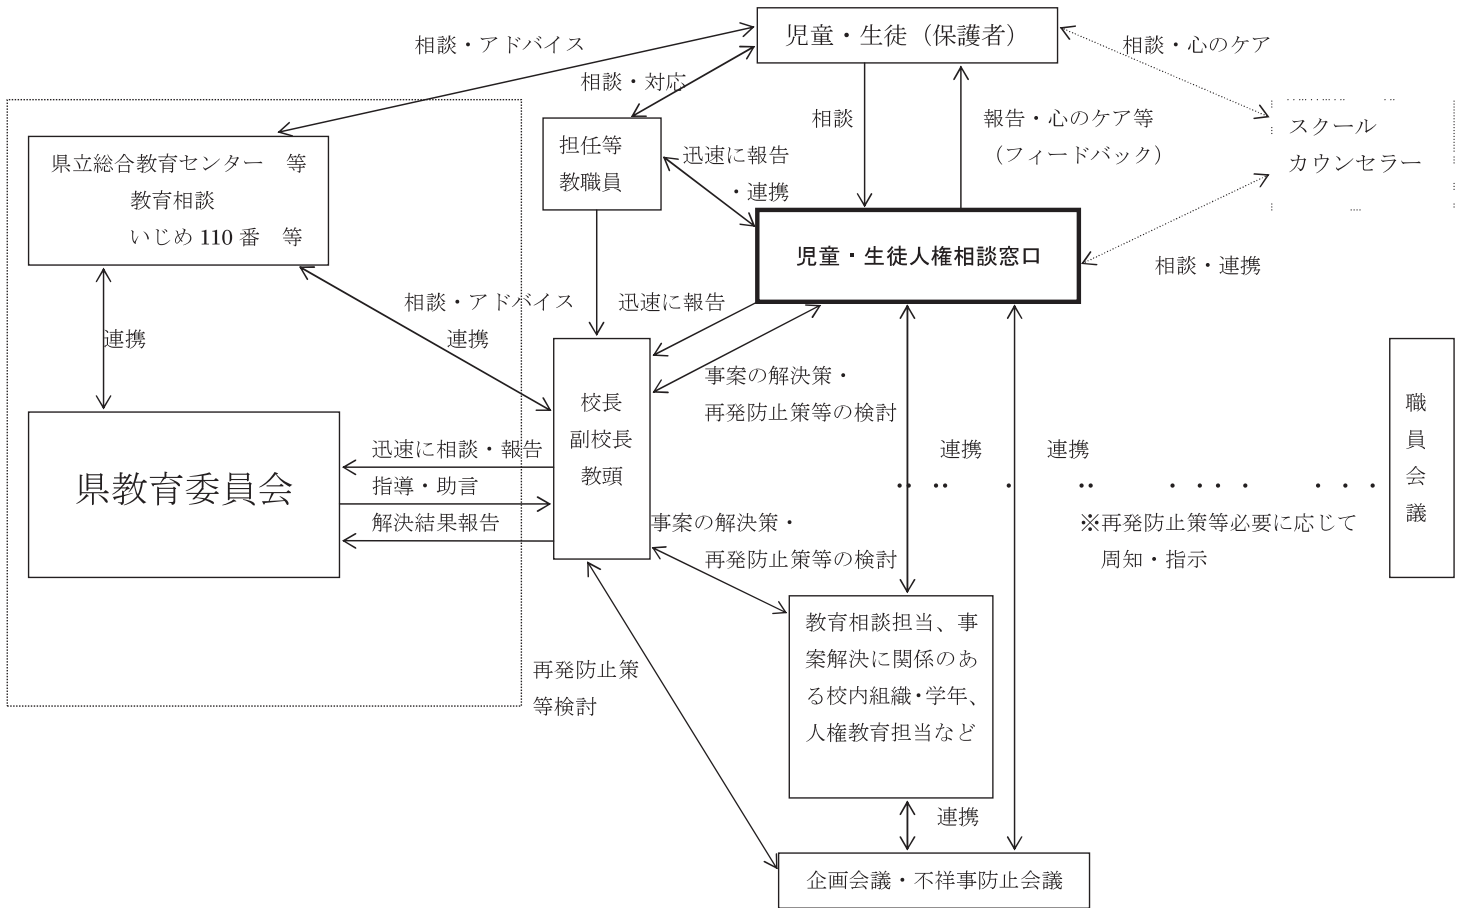 児童・生徒（保護者）
相談・アドバイス
相談・心のケア
相談・対応
相談
報告・心のケア等
（フィードバック）
スクール
カウンセラー
担任等
教職員
迅速に報告
・連携
県立総合教育センター　等
教育相談
いじめ 110 番　等
児童・生徒人権相談窓口
相談・連携
相談・アドバイス
連携
迅速に報告
連携
事案の解決策・
再発防止策等の検討
校長
副校長
教頭
職員会議
県教育委員会
迅速に相談・報告
指導・助言
解決結果報告
連携
連携
事案の解決策・
再発防止策等の検討
※再発防止策等必要に応じて
周知・指示
教育相談担当、事
案解決に関係のあ
る校内組織・学年、
人権教育担当など
再発防止策
等検討
連携
企画会議・不祥事防止会議